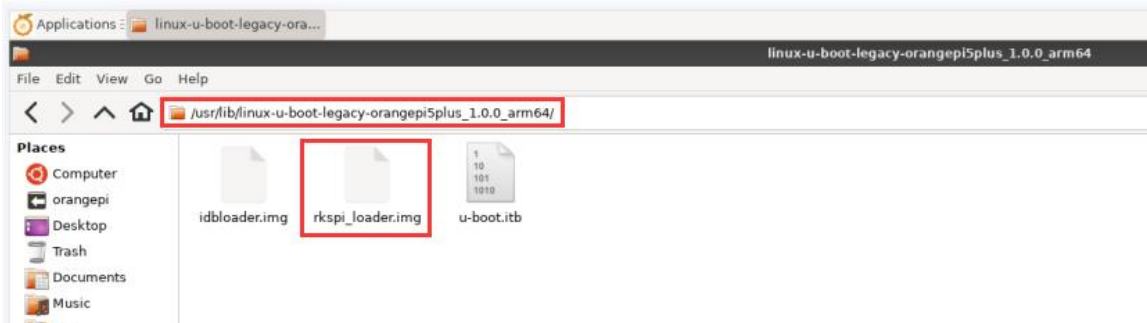 Applications linux-u-boot-legacy-ora...
linux-u-boot-legacy-orangepi5plus_1.0.0_arm64
File Edit View Go Help
/usr/lib/linux-u-boot-legacy-orangepi5plus_1.0.0_arm64/
Places
Computer
orangepi
Desktop
Trash
Documents
Music
1
10
101
1010
idbloader.img rkspi_loader.img u-boot.itb